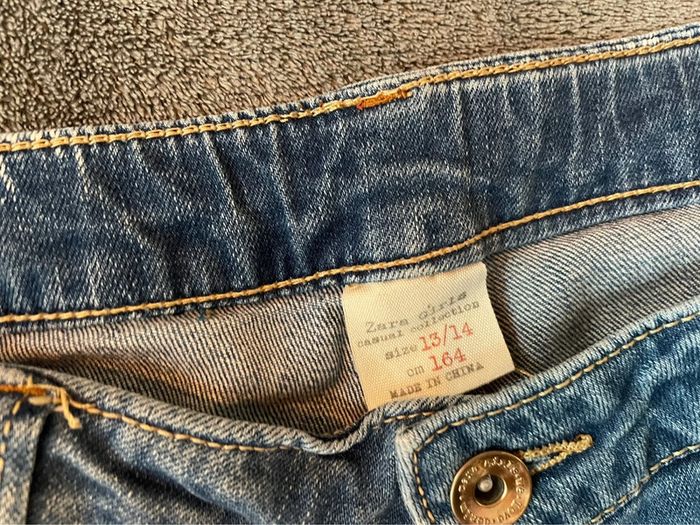 Zara Girls
casual collection
size 13/14
cm 164
MADE IN CHINA